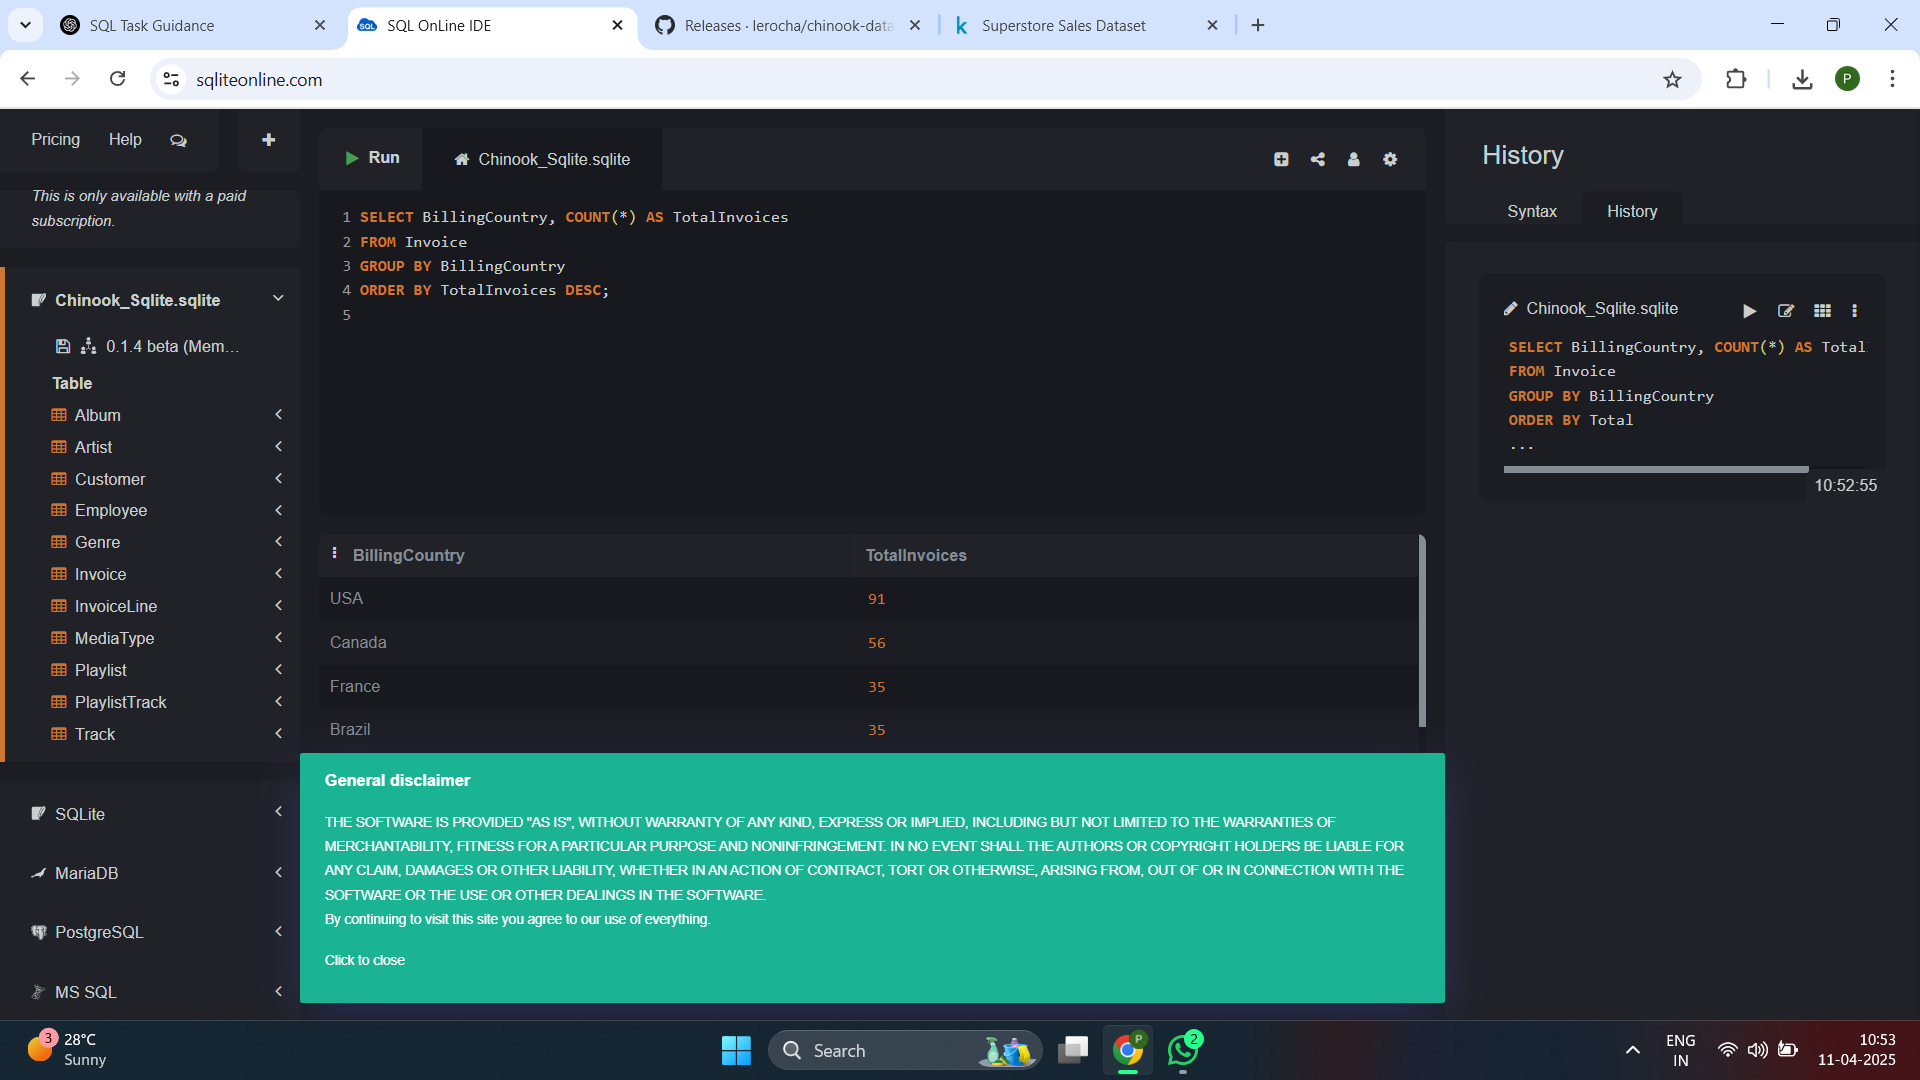 SQL Task Guidance
SQL OnLine IDE
Releases · lerocha/chinook-data
Superstore Sales Dataset
sqliteonline.com
P
Pricing
Help
This is only available with a paid
subscription.
Chinook_Sqlite.sqlite
0.1.4 beta (Mem...
Table
Album
Artist
Customer
Employee
Genre
Invoice
InvoiceLine
MediaType
Playlist
PlaylistTrack
Track
SQLite
MariaDB
PostgreSQL
MS SQL
Run
Chinook_Sqlite.sqlite
1 SELECT BillingCountry, COUNT(*) AS TotalInvoices
2 FROM Invoice
3 GROUP BY BillingCountry
4 ORDER BY TotalInvoices DESC;
5
BillingCountry TotalInvoices
USA 91
Canada 56
France 35
Brazil 35
General disclaimer
THE SOFTWARE IS PROVIDED "AS IS", WITHOUT WARRANTY OF ANY KIND, EXPRESS OR IMPLIED, INCLUDING BUT NOT LIMITED TO THE WARRANTIES OF
MERCHANTABILITY, FITNESS FOR A PARTICULAR PURPOSE AND NONINFRINGEMENT. IN NO EVENT SHALL THE AUTHORS OR COPYRIGHT HOLDERS BE LIABLE FOR
ANY CLAIM, DAMAGES OR OTHER LIABILITY, WHETHER IN AN ACTION OF CONTRACT, TORT OR OTHERWISE, ARISING FROM, OUT OF OR IN CONNECTION WITH THE
SOFTWARE OR THE USE OR OTHER DEALINGS IN THE SOFTWARE.
By continuing to visit this site you agree to our use of everything.
Click to close
History
Syntax
History
Chinook_Sqlite.sqlite
SELECT BillingCountry, COUNT(*) AS Total
FROM Invoice
GROUP BY BillingCountry
ORDER BY Total
...
10:52:55
3
28°C
Sunny
Search
P
2
ENG
IN
10:53
11-04-2025